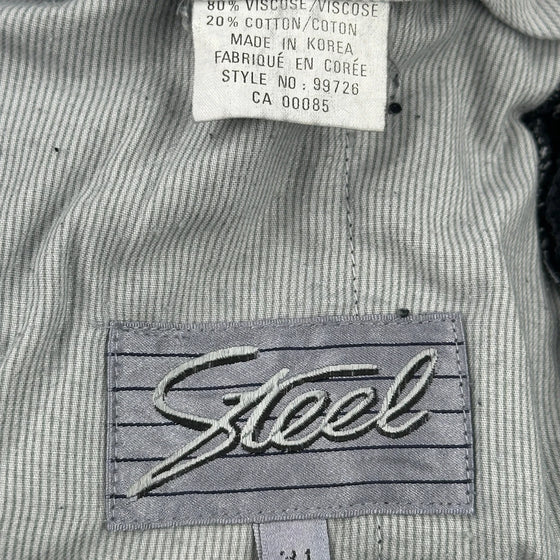 80% VISCOSE/VISCOSE
20% COTTON/COTON
MADE IN KOREA
FABRIQUÉ EN CORÉE
STYLE NO: 99726
CA 00085
Steel